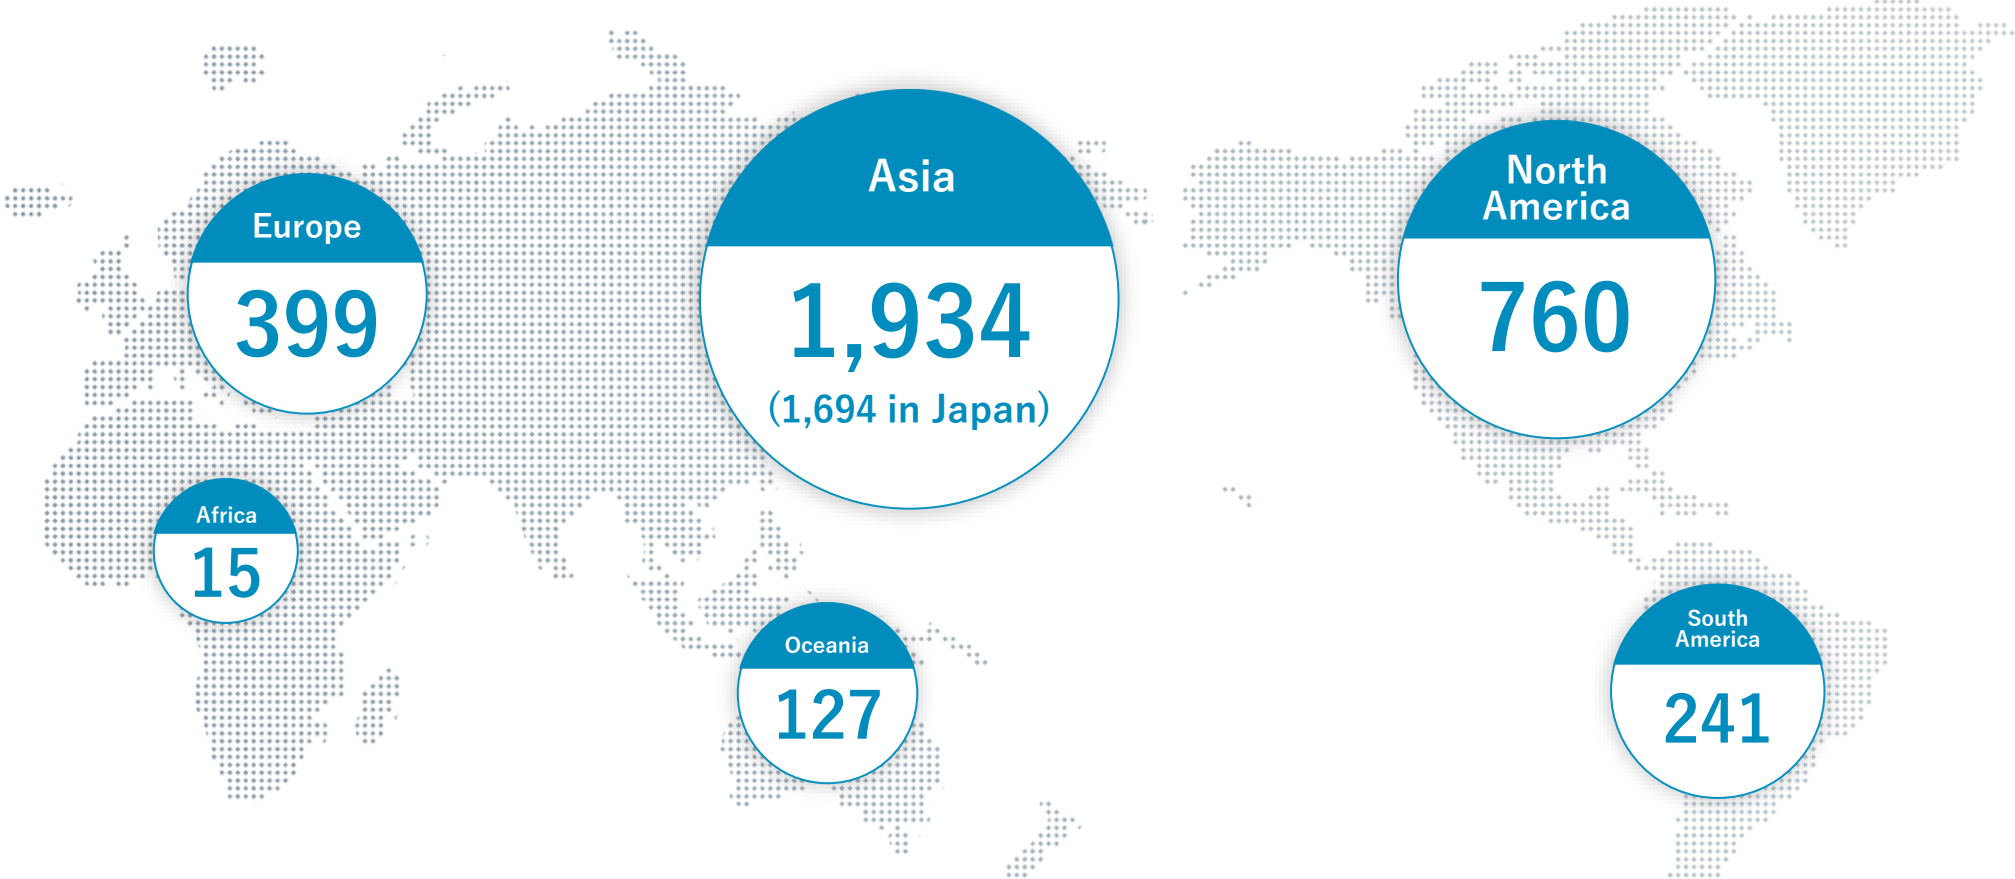 Europe
399
Asia
1,934
(1,694 in Japan)
North
America
760
Africa
15
Oceania
127
South
America
241